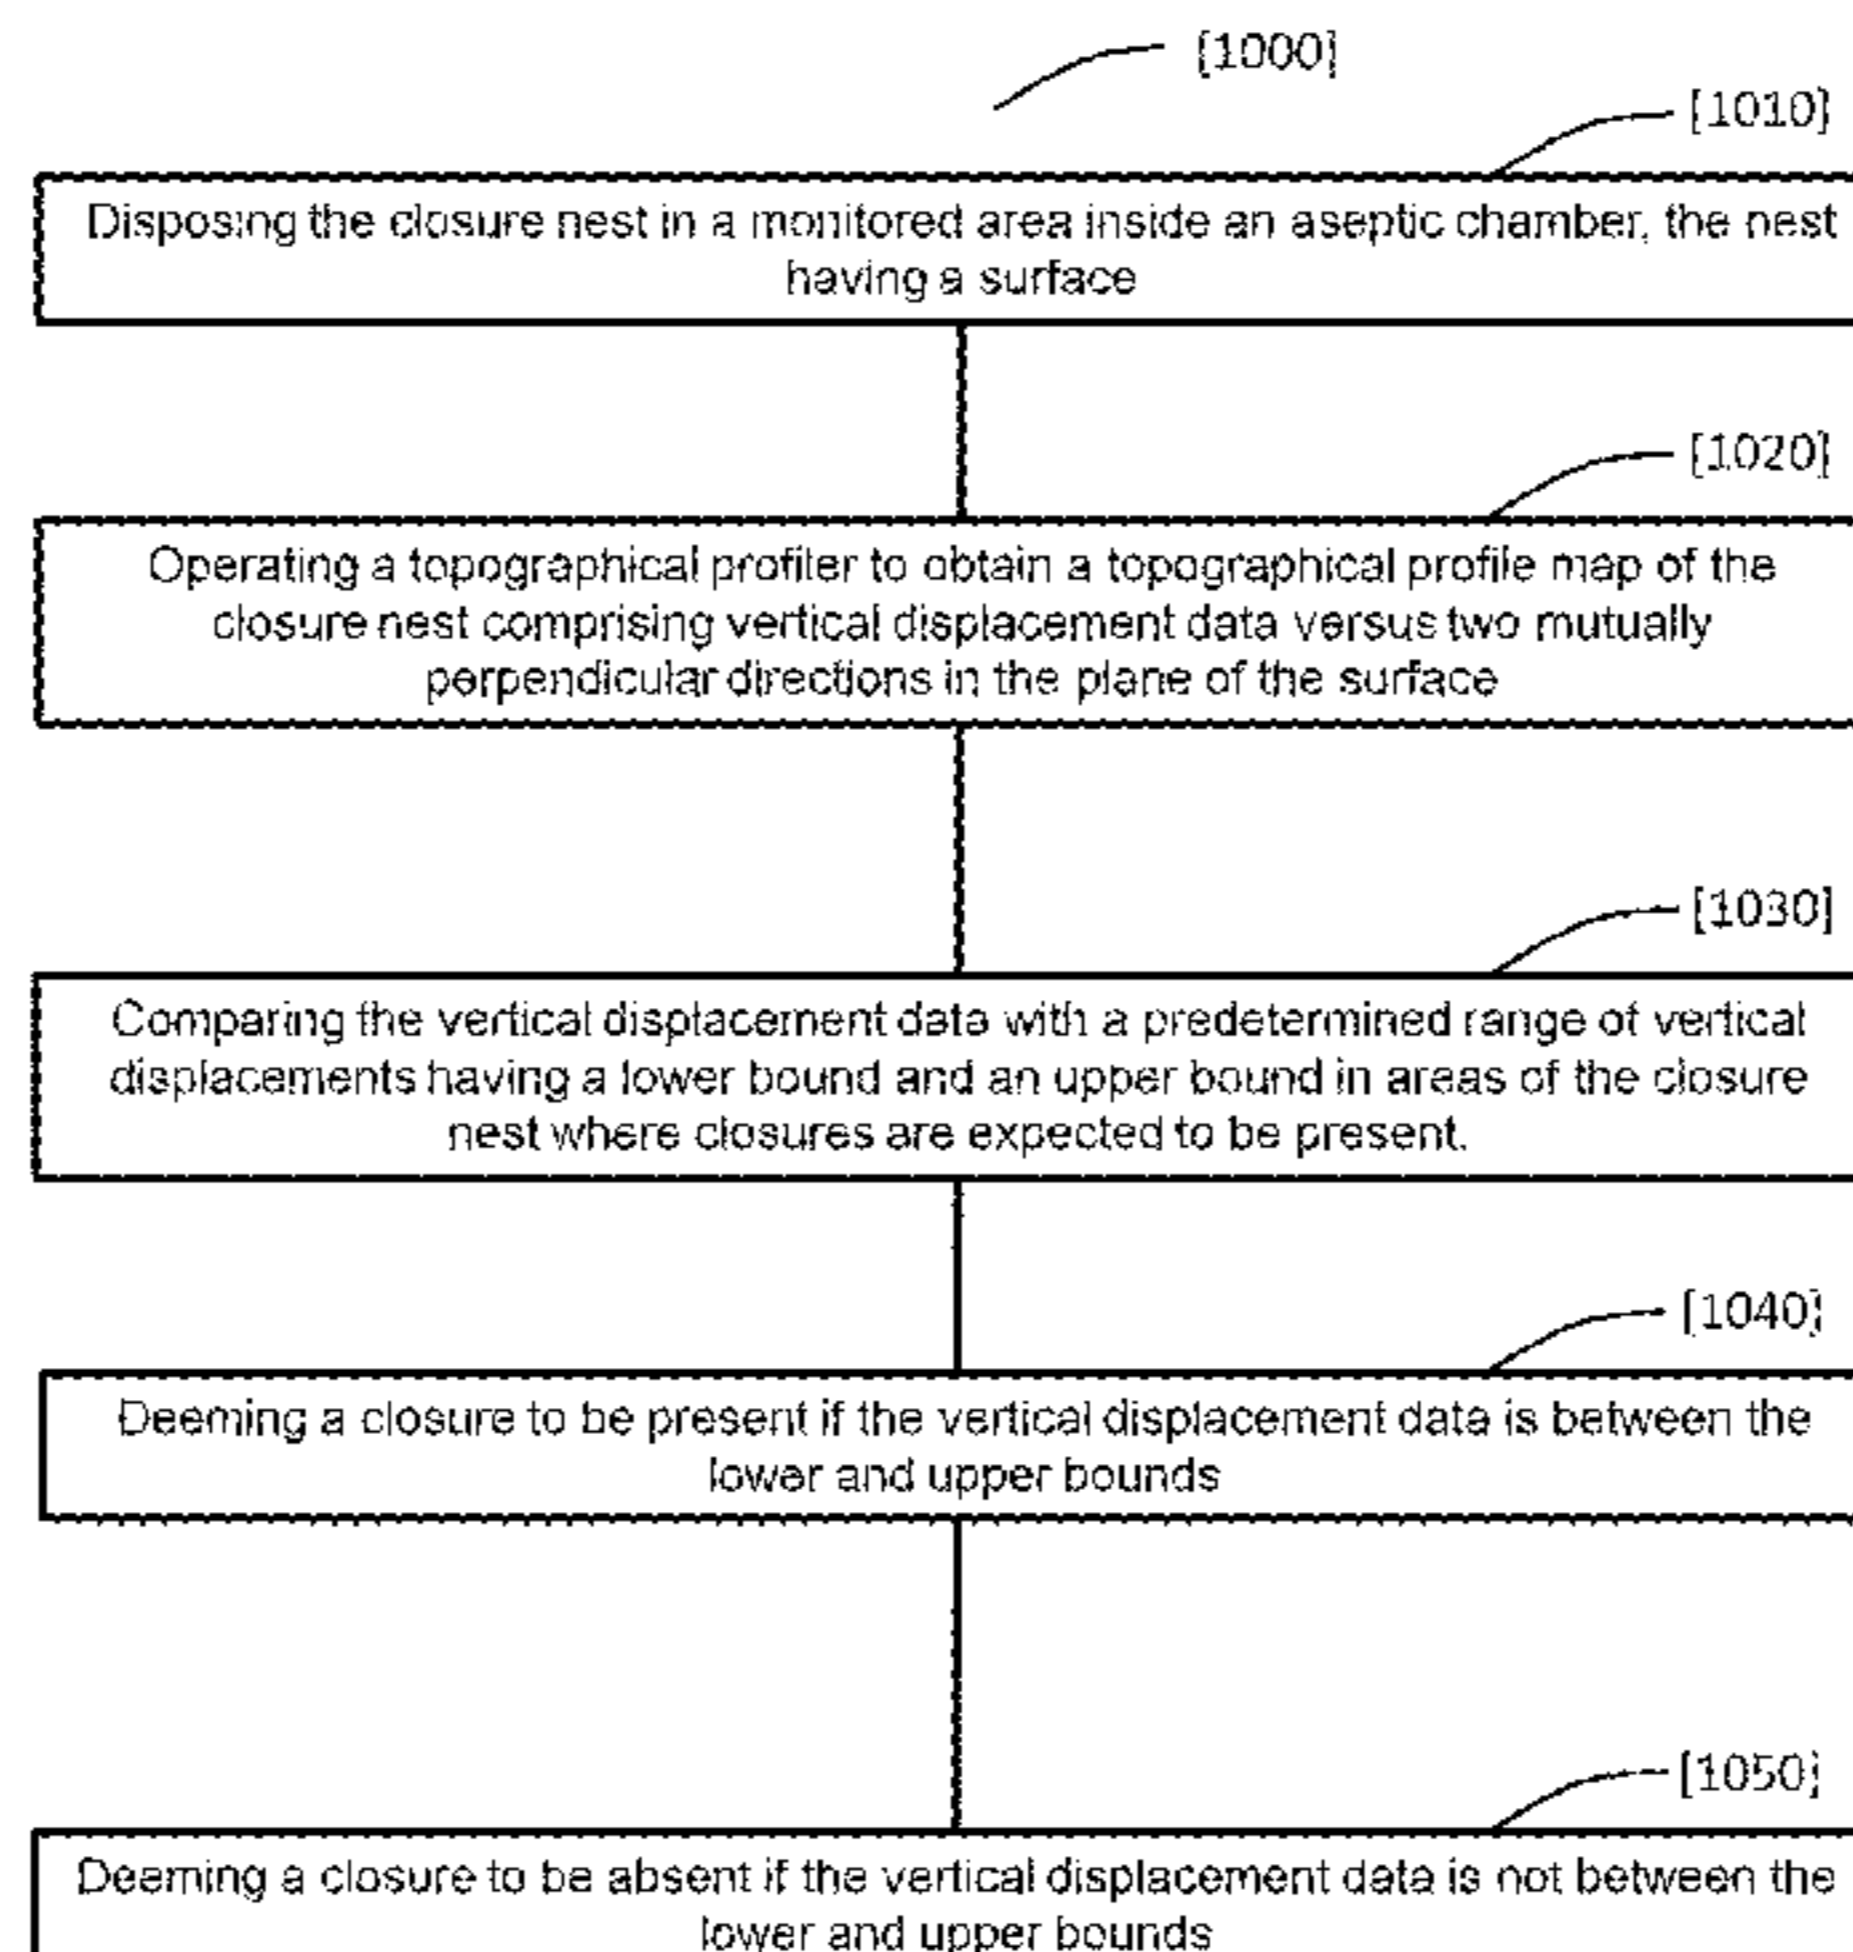 [1000]
[1010]
Disposing the closure nest in a monitored area inside an aseptic chamber, the nest
having a surface
[1020]
Operating a topographical profiler to obtain a topographical profile map of the
closure nest comprising vertical displacement data versus two mutually
perpendicular directions in the plane of the surface
[1030]
Comparing the vertical displacement data with a predetermined range of vertical
displacements having a lower bound and an upper bound in areas of the closure
nest where closures are expected to be present.
[1040]
Deeming a closure to be present if the vertical displacement data is between the
lower and upper bounds
[1050]
Deeming a closure to be absent if the vertical displacement data is not between the
lower and upper bounds